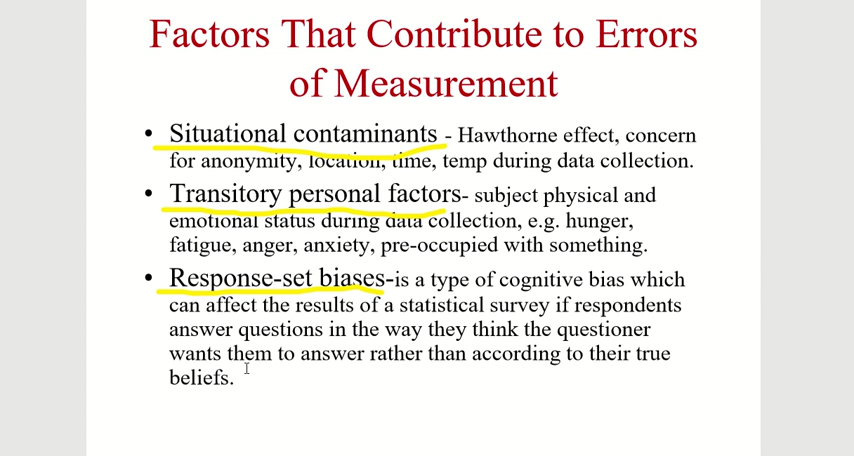 Factors That Contribute to Errors
of Measurement
• Situational contaminants - Hawthorne effect, concern
for anonymity, location, time, temp during data collection.
• Transitory personal factors- subject physical and
emotional status during data collection, e.g. hunger,
fatigue, anger, anxiety, pre-occupied with something.
• Response-set biases-is a type of cognitive bias which
can affect the results of a statistical survey if respondents
answer questions in the way they think the questioner
wants them to answer rather than according to their true
beliefs.